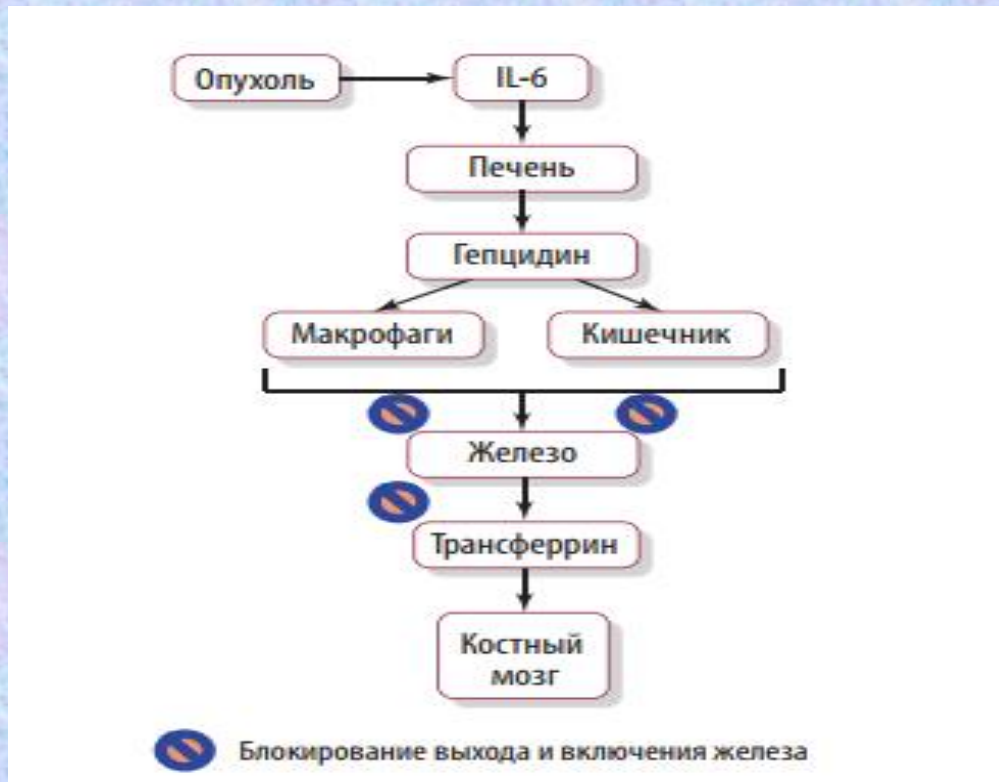 Опухоль
IL-6
Печень
Гепцидин
Макрофаги
Кишечник
Железо
Трансферрин
Костный
мозг
Блокирование выхода и включения железа